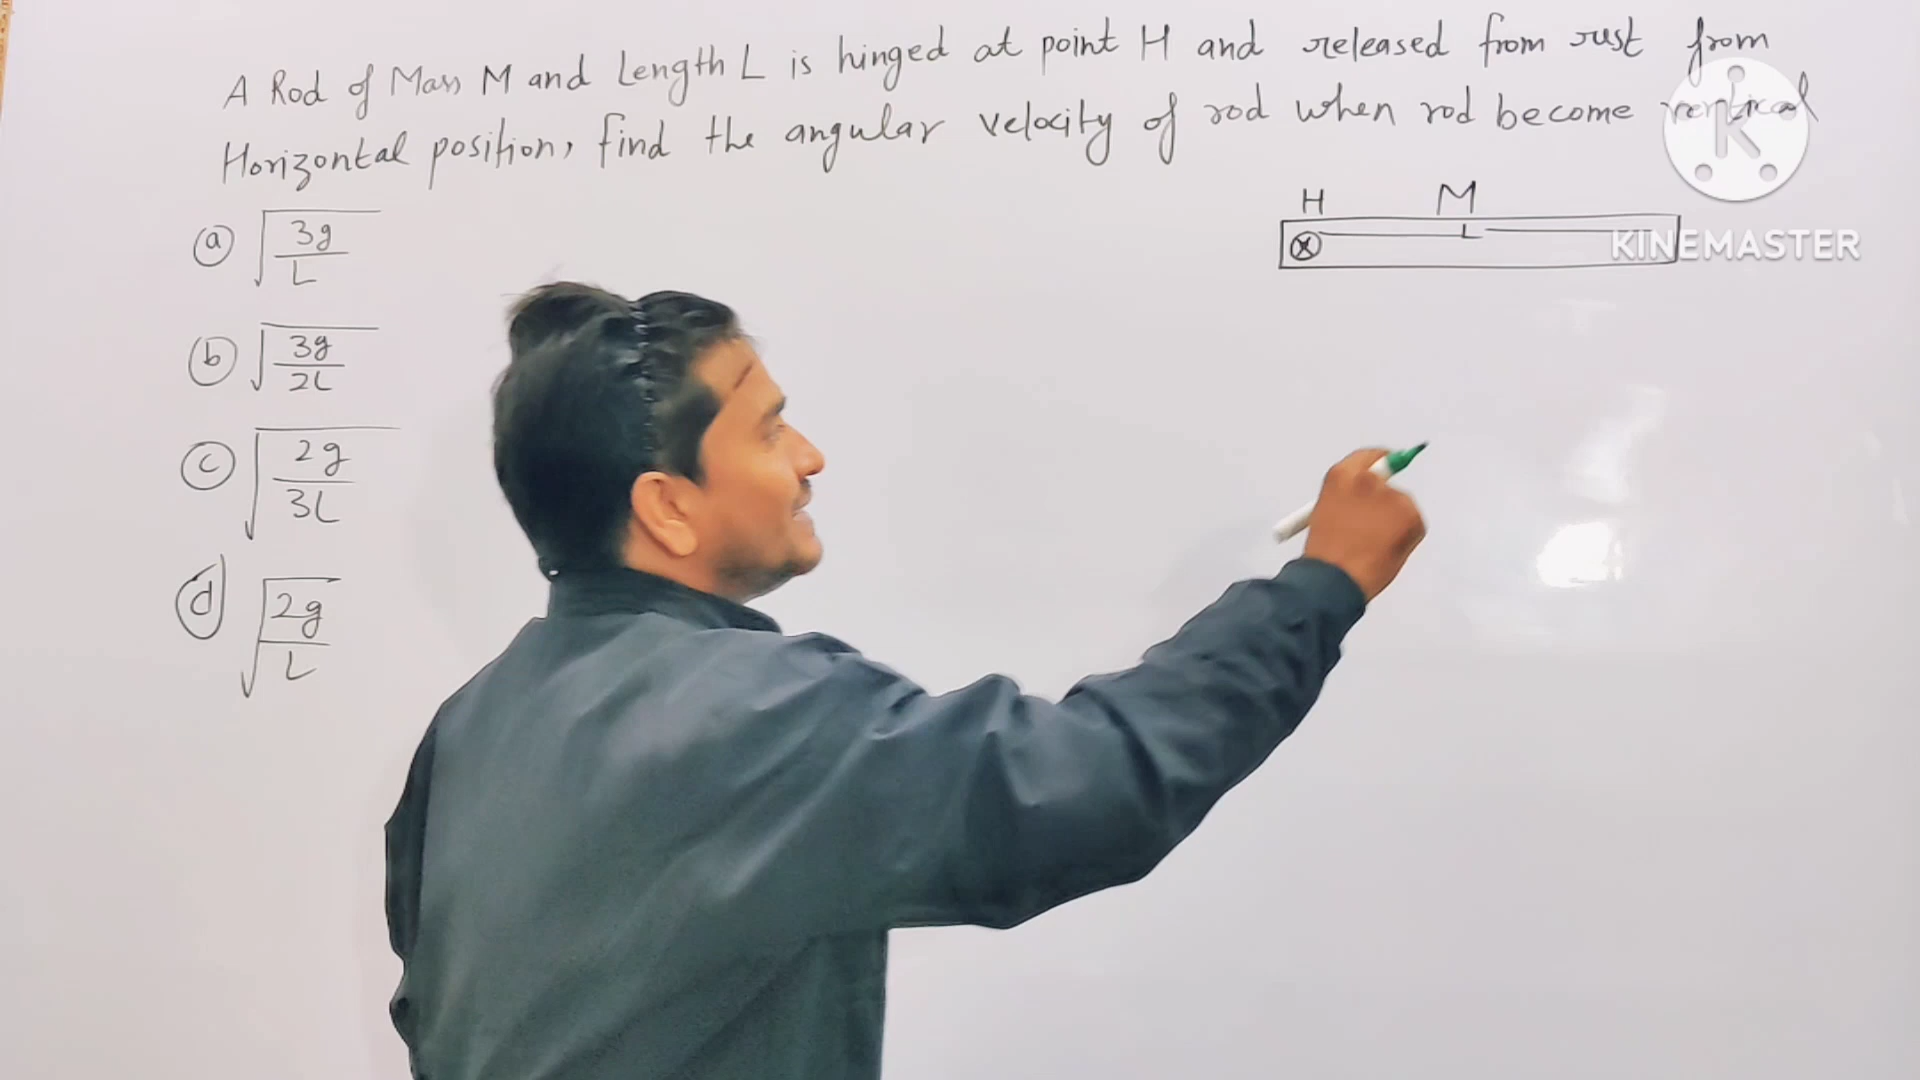 A Rod of Mass M and Length L is hinged at point H and released from rest from
Horizontal position, find the angular velocity of rod when rod become vertical
H M
L
KINEMASTER
K
(a) √(3g/L)
(b) √(3g/2L)
(c) √(2g/3L)
(d) √(2g/L)